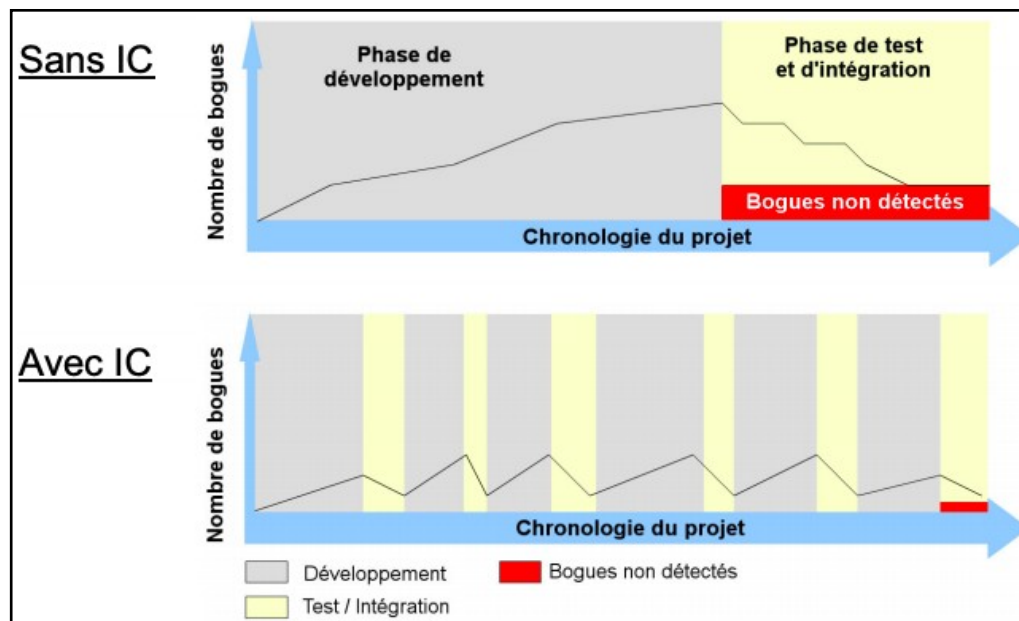 Sans IC
Nombre de bogues
Phase de
développement
Phase de test
et d'intégration
Bogues non détectés
Chronologie du projet
Avec IC
Nombre de bogues
Chronologie du projet
Développement
Bogues non détectés
Test / Intégration